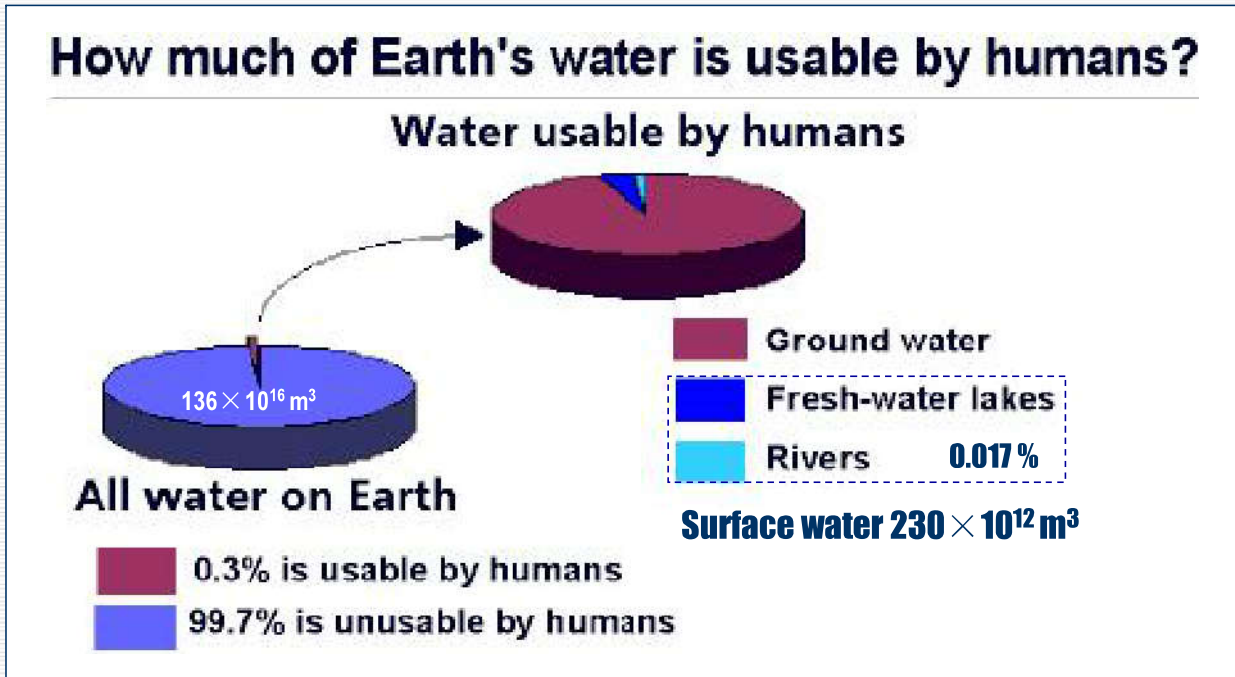 How much of Earth's water is usable by humans?
Water usable by humans
136×10¹⁶ m³
All water on Earth
0.3% is usable by humans
99.7% is unusable by humans
Ground water
Fresh-water lakes
Rivers 0.017 %
Surface water 230×10¹² m³